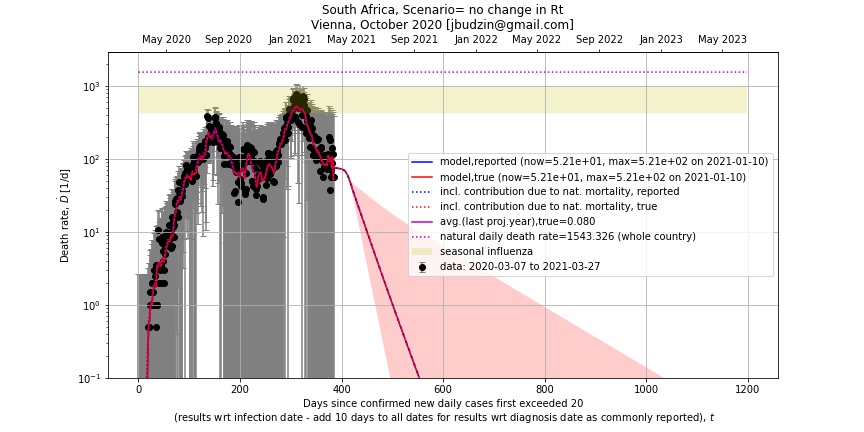 South Africa, Scenario= no change in Rt
Vienna, October 2020 [jbudzin@gmail.com]
May 2020 Sep 2020 Jan 2021 May 2021 Sep 2021 Jan 2022 May 2022 Sep 2022 Jan 2023 May 2023
10³
10²
10¹
10⁰
10⁻¹
Death rate, Ḋ [1/d]
model,reported (now=5.21e+01, max=5.21e+02 on 2021-01-10)
model,true (now=5.21e+01, max=5.21e+02 on 2021-01-10)
incl. contribution due to nat. mortality, reported
incl. contribution due to nat. mortality, true
avg.(last proj.year),true=0.080
natural daily death rate=1543.326 (whole country)
seasonal influenza
data: 2020-03-07 to 2021-03-27
0 200 400 600 800 1000 1200
Days since confirmed new daily cases first exceeded 20
(results wrt infection date - add 10 days to all dates for results wrt diagnosis date as commonly reported), t